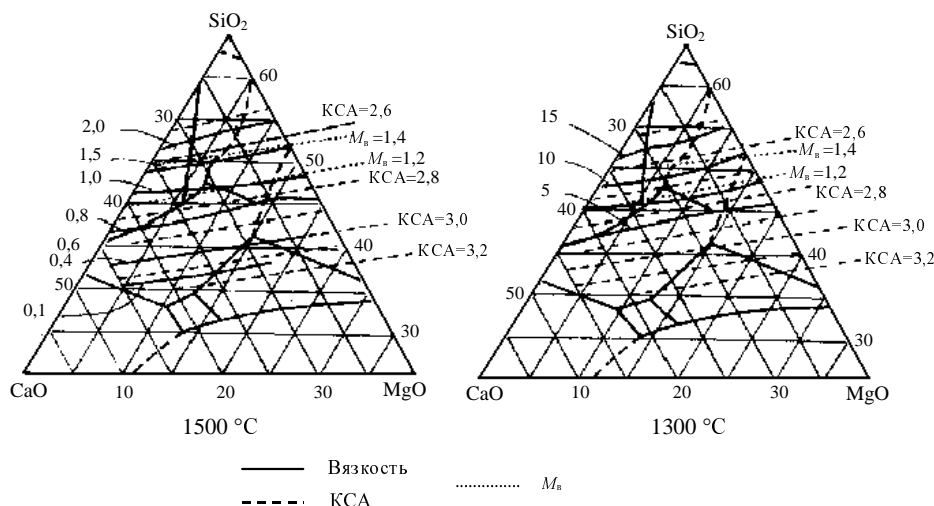 SiO₂ SiO₂
60 60
30 КСА=2,6 30
2,0 Mв=1,4 15 КСА=2,6
1,5 50 Mв=1,2 10 50 Mв=1,4
1,0 КСА=2,8 Mв=1,2
40 5 КСА=2,8
0,8 КСА=3,0 40 КСА=3,0
0,6 40 КСА=3,2 40 КСА=3,2
0,4
50 50
0,1 30 30
CaO 10 20 30 MgO CaO 10 20 30 MgO
1500 °C 1300 °C
Вязкость
Mв
КСА